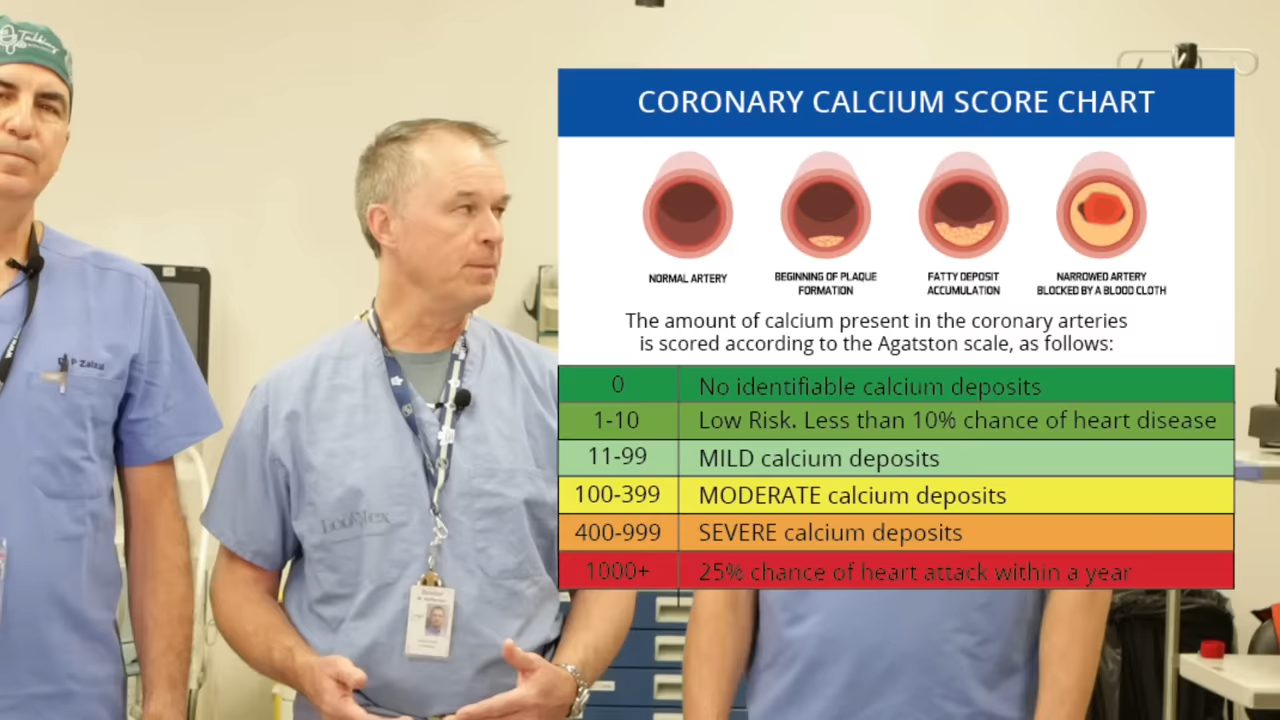 Talking
CORONARY CALCIUM SCORE CHART
NORMAL ARTERY
BEGINNING OF PLAQUE
FORMATION
FATTY DEPOSIT
ACCUMULATION
NARROWED ARTERY
BLOCKED BY A BLOOD CLOTH
The amount of calcium present in the coronary arteries
is scored according to the Agatston scale, as follows:
0 No identifiable calcium deposits
1-10 Low Risk. Less than 10% chance of heart disease
11-99 MILD calcium deposits
100-399 MODERATE calcium deposits
400-999 SEVERE calcium deposits
1000+ 25% chance of heart attack within a year